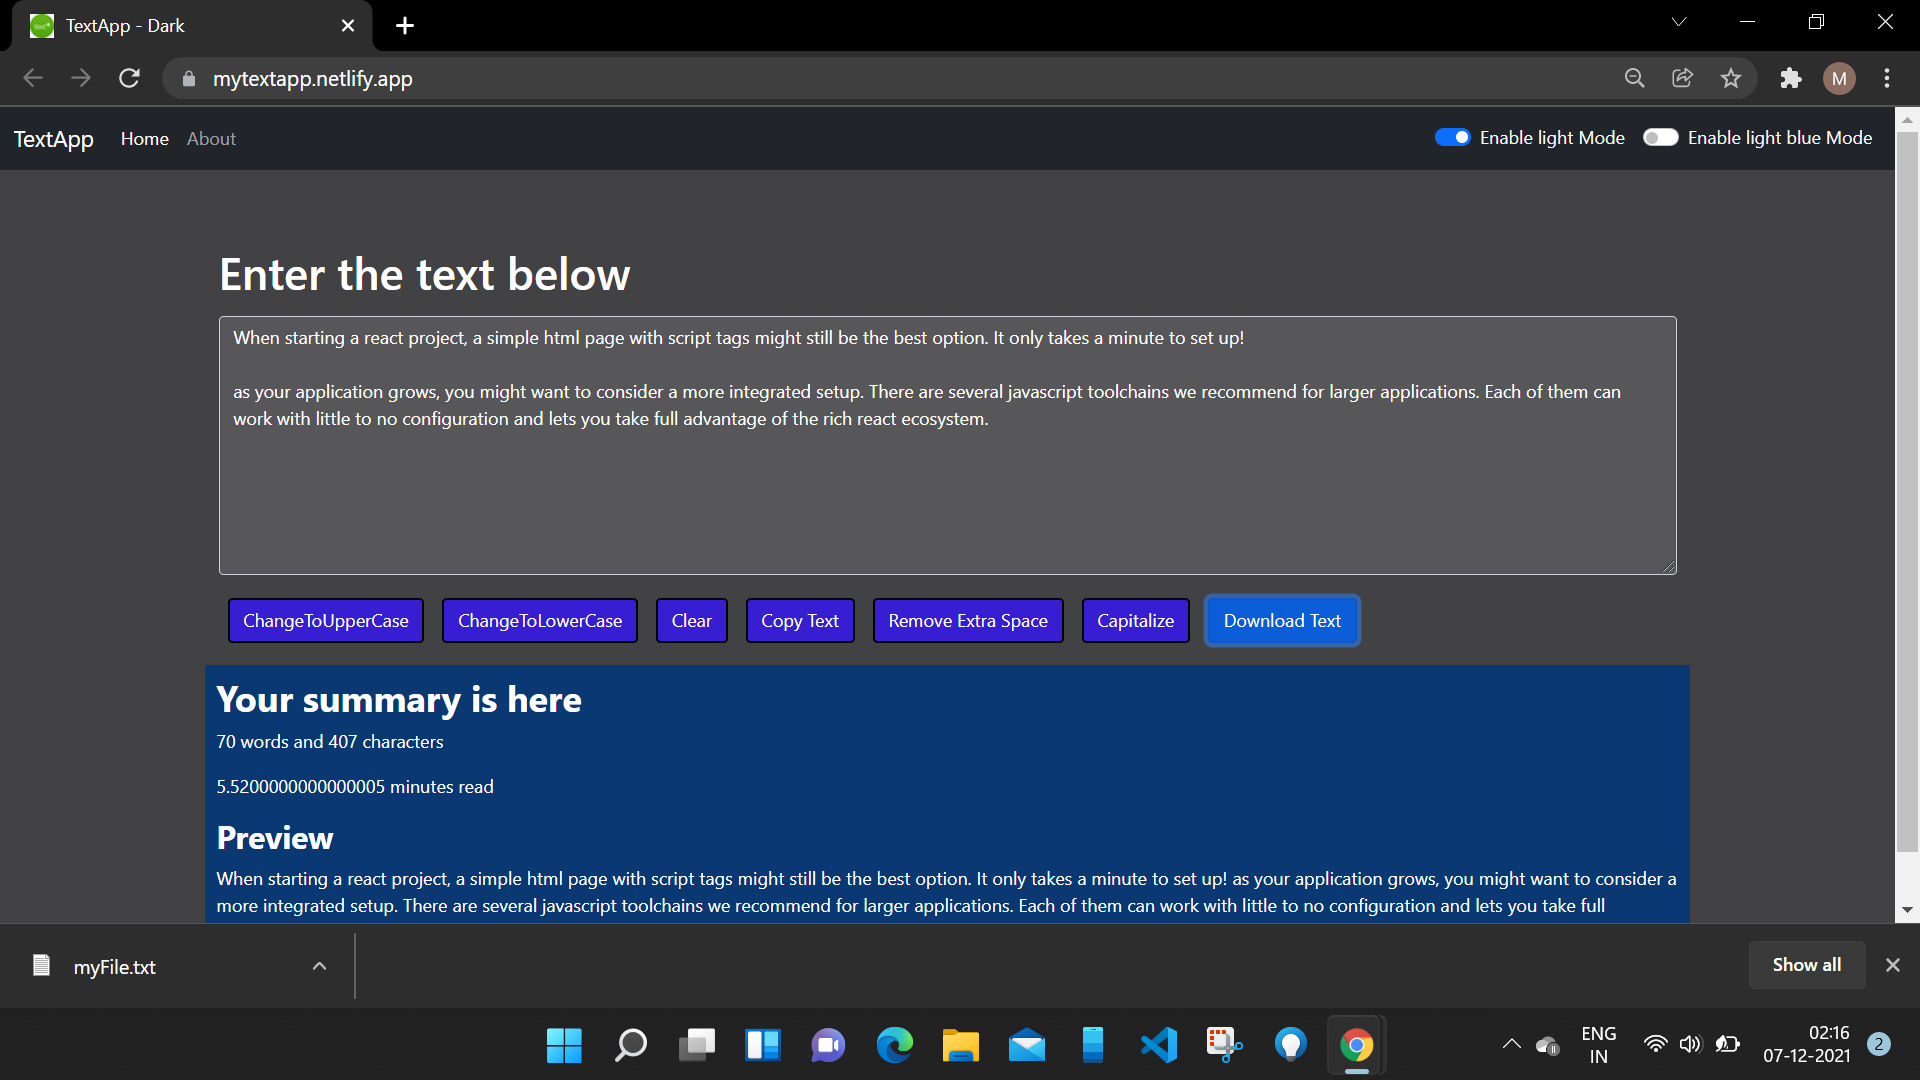 TextApp - Dark
mytextapp.netlify.app
M
TextApp Home About Enable light Mode Enable light blue Mode
Enter the text below
When starting a react project, a simple html page with script tags might still be the best option. It only takes a minute to set up!
as your application grows, you might want to consider a more integrated setup. There are several javascript toolchains we recommend for larger applications. Each of them can
work with little to no configuration and lets you take full advantage of the rich react ecosystem.
ChangeToUpperCase ChangeToLowerCase Clear Copy Text Remove Extra Space Capitalize Download Text
Your summary is here
70 words and 407 characters
5.5200000000000005 minutes read
Preview
When starting a react project, a simple html page with script tags might still be the best option. It only takes a minute to set up! as your application grows, you might want to consider a
more integrated setup. There are several javascript toolchains we recommend for larger applications. Each of them can work with little to no configuration and lets you take full
myFile.txt Show all
ENG 02:16
IN 07-12-2021 2